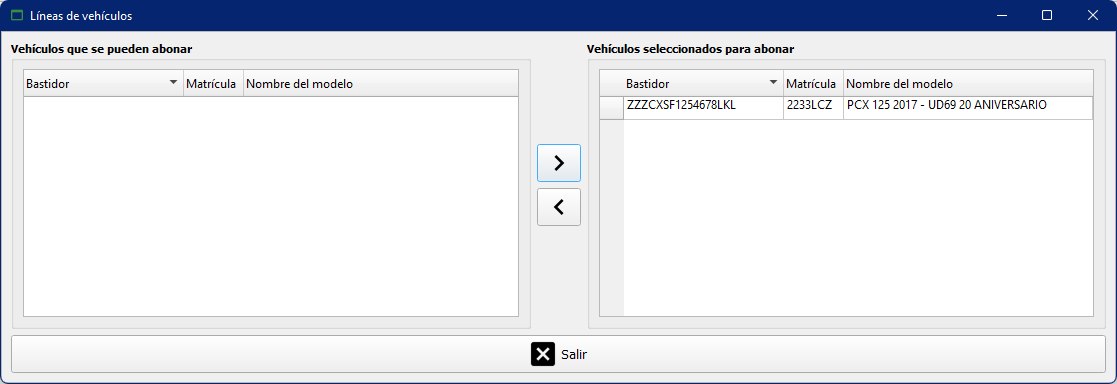 Líneas de vehículos
Vehículos que se pueden abonar
Bastidor Matrícula Nombre del modelo
Vehículos seleccionados para abonar
Bastidor Matrícula Nombre del modelo
ZZZCXSF1254678LKL 2233LCZ PCX 125 2017 - UD69 20 ANIVERSARIO
Salir